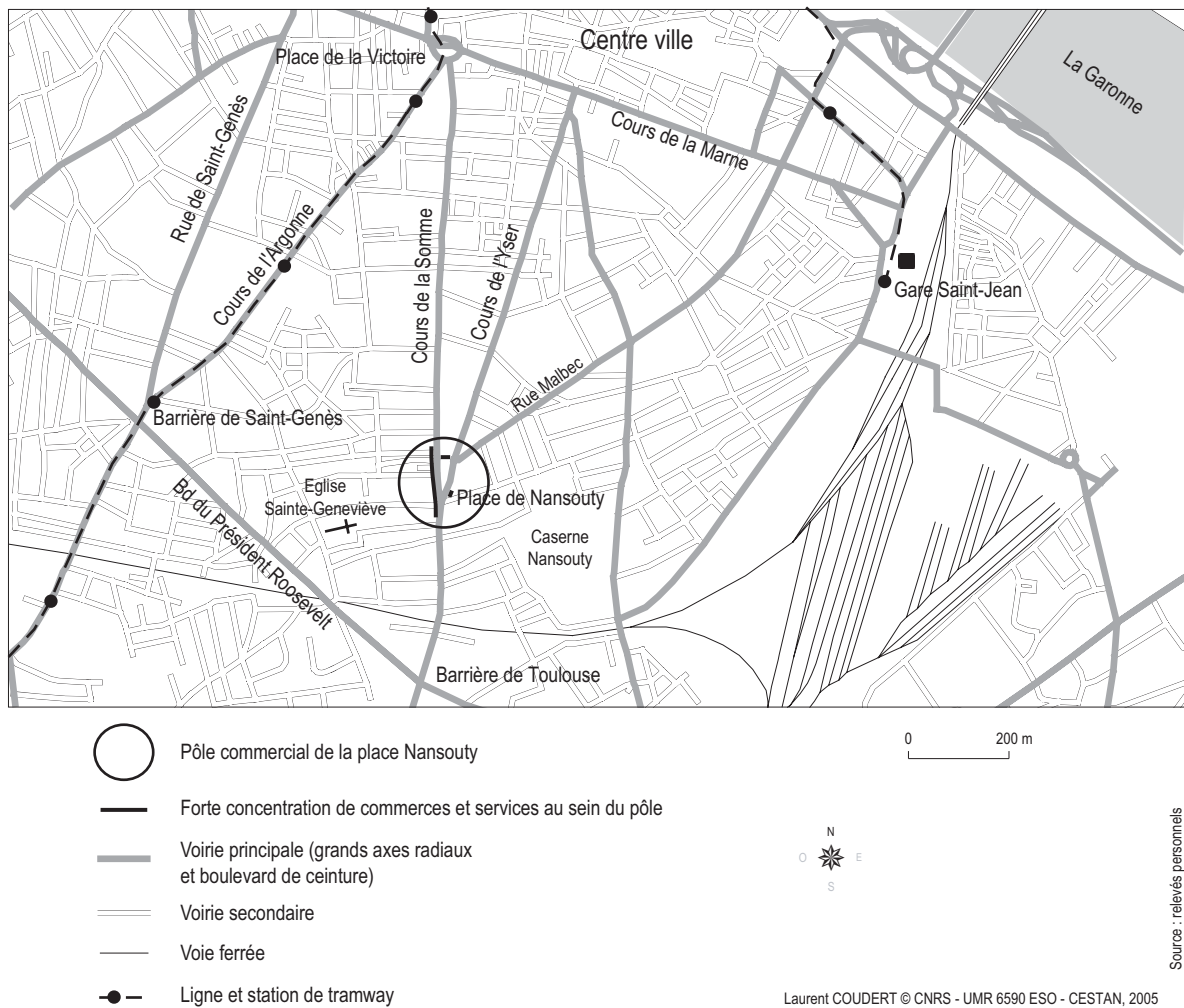 Centre ville
Place de la Victoire
La Garonne
Rue de Saint-Genès
Cours de la Marne
Cours de l'Argonne
Cours de la Somme
Cours de l'Yser
Gare Saint-Jean
Rue Malbec
Barrière de Saint-Genès
Bd du Président Roosevelt
Eglise
Sainte-Geneviève
Place de Nansouty
Caserne
Nansouty
Barrière de Toulouse
Pôle commercial de la place Nansouty
Forte concentration de commerces et services au sein du pôle
Voirie principale (grands axes radiaux
et boulevard de ceinture)
Voirie secondaire
Voie ferrée
Ligne et station de tramway
0 200 m
N
O E
S
Source : relevés personnels
Laurent COUDERT © CNRS - UMR 6590 ESO - CESTAN, 2005